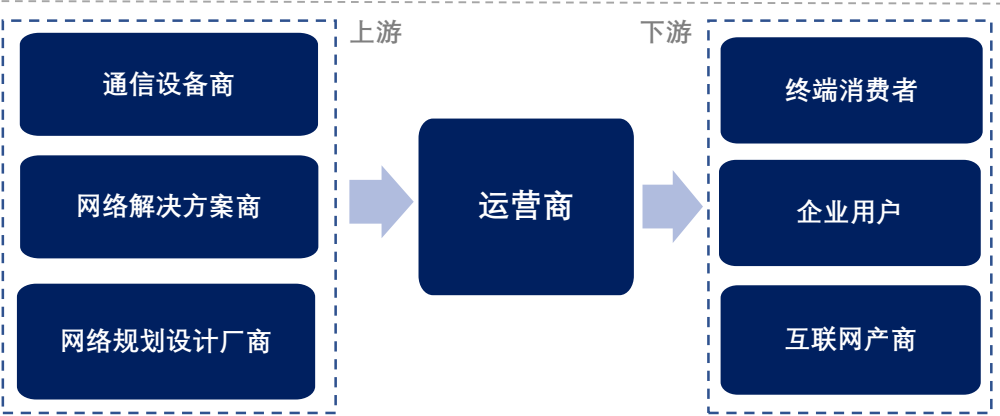 上游
下游
通信设备商
网络解决方案商
网络规划设计厂商
运营商
终端消费者
企业用户
互联网产商